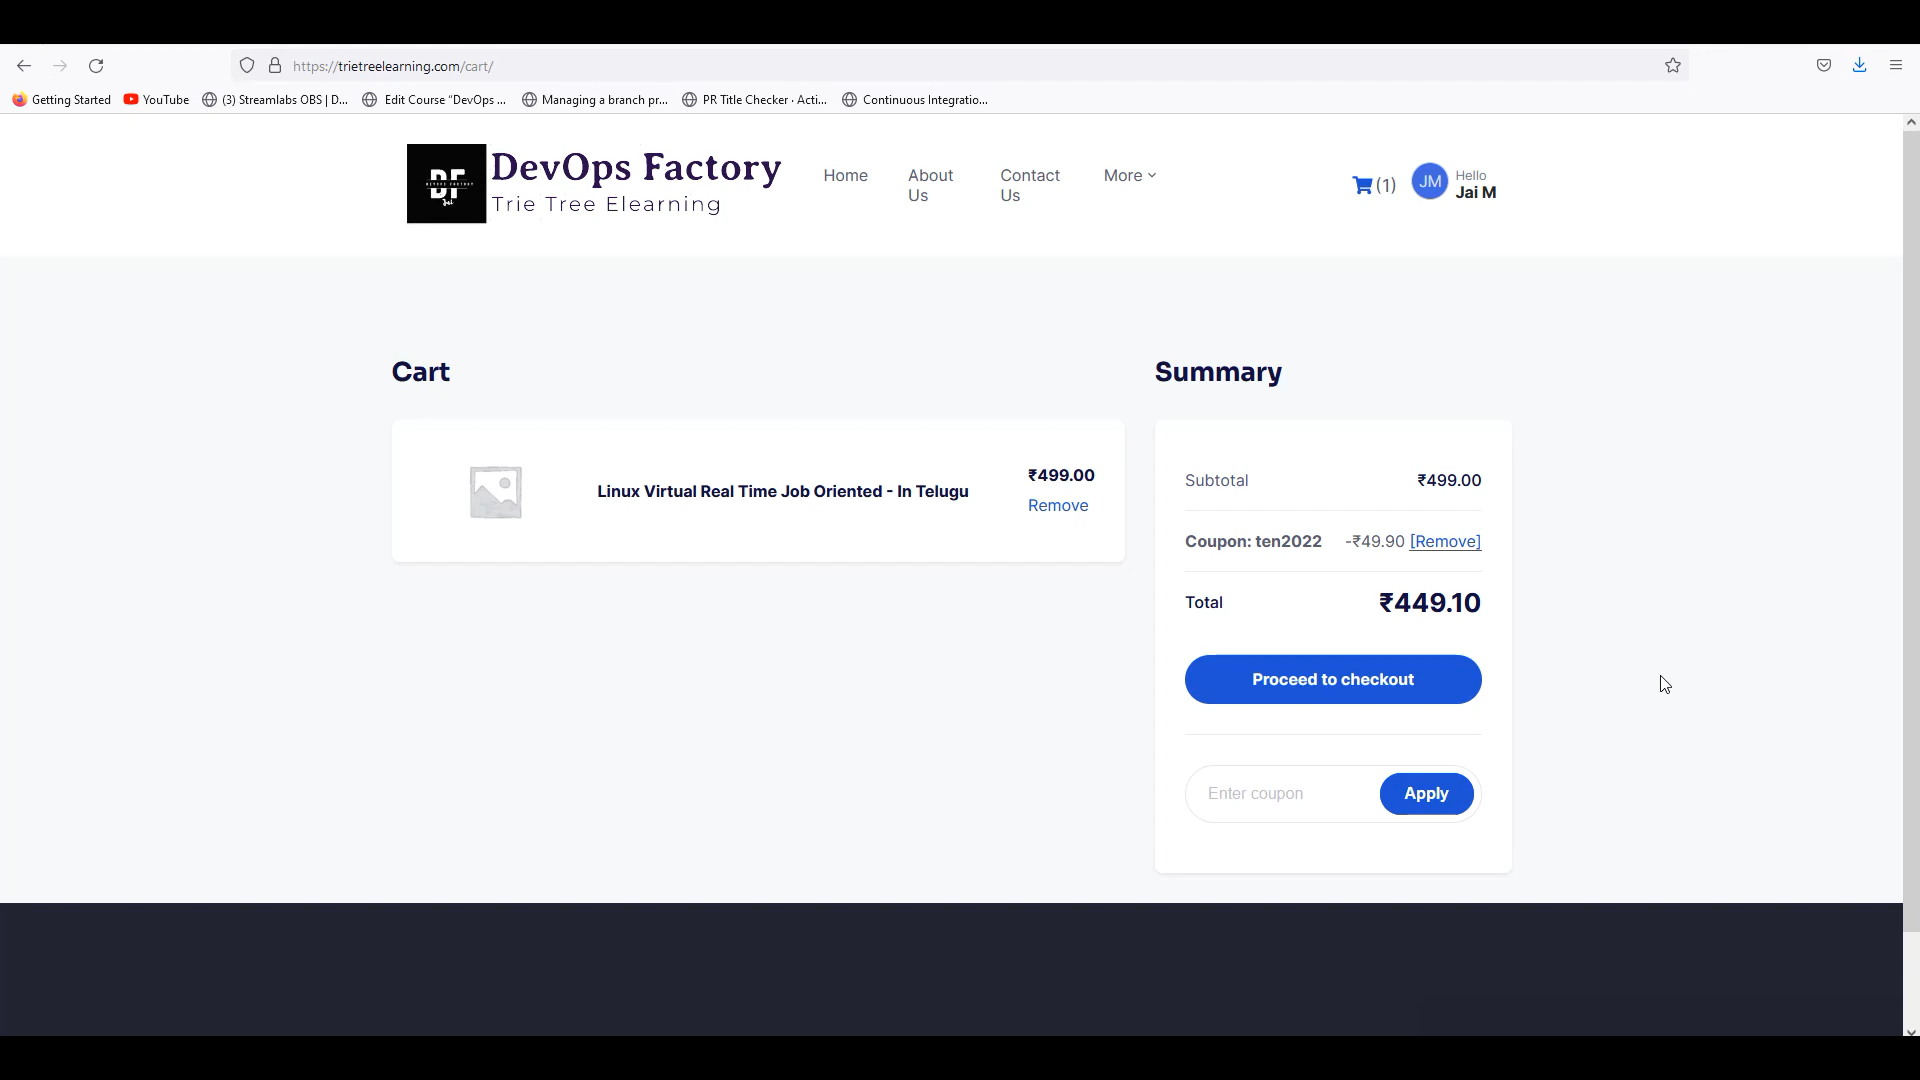 https://trietreelearning.com/cart/
Getting Started YouTube (3) Streamlabs OBS | D... Edit Course "DevOps ... Managing a branch pr... PR Title Checker · Acti... Continuous Integratio...
DF
DEVOPS FACTORY
DevOps Factory
Trie Tree Elearning
Home
About
Us
Contact
Us
More
(1)
JM
Hello
Jai M
Cart
Linux Virtual Real Time Job Oriented - In Telugu
₹499.00
Remove
Summary
Subtotal ₹499.00
Coupon: ten2022 -₹49.90 [Remove]
Total ₹449.10
Proceed to checkout
Enter coupon Apply